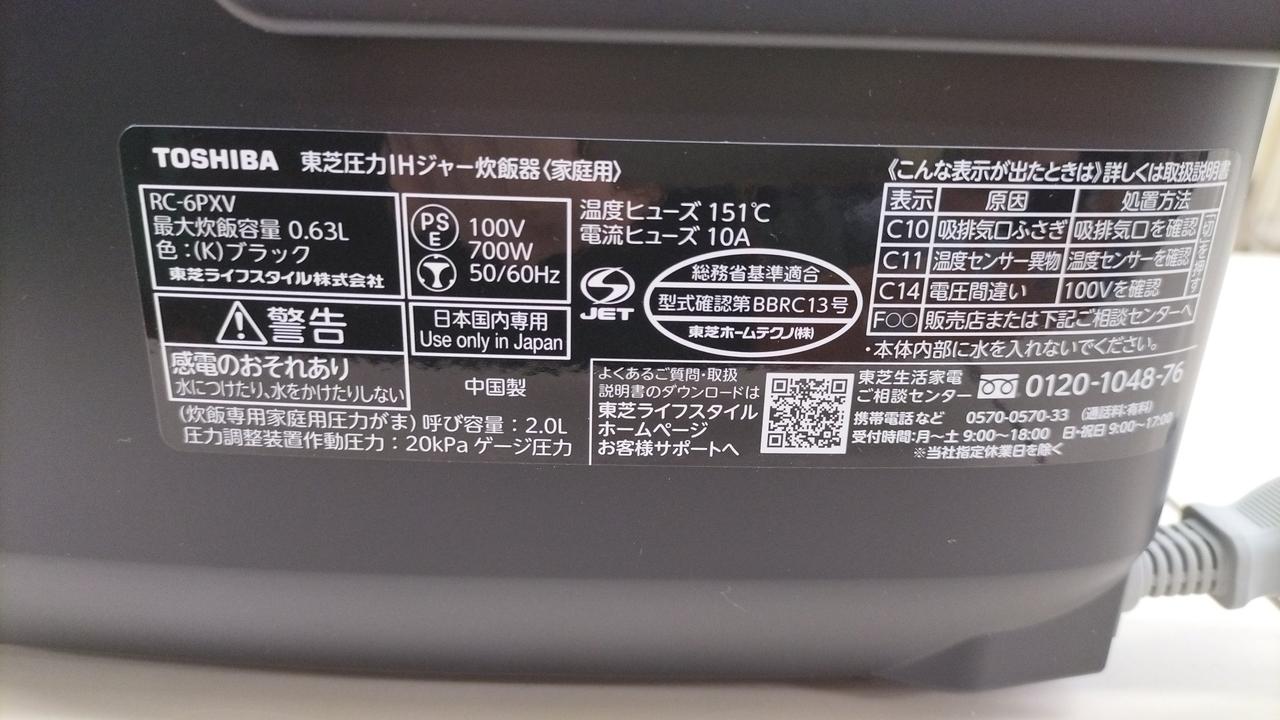 TOSHIBA 東芝圧力IHジャー炊飯器〈家庭用〉
RC-6PXV
最大炊飯容量 0.63L
色:(K)ブラック
東芝ライフスタイル株式会社
PS
E
100V
700W
50/60Hz
温度ヒューズ 151℃
電流ヒューズ 10A
JET
総務省基準適合
型式確認第BBRC13号
東芝ホームテクノ(株)
警告
感電のおそれあり
水につけたり、水をかけたりしない
日本国内専用
Use only in Japan
中国製
(炊飯専用家庭用圧力がま) 呼び容量:2.0L
圧力調整装置作動圧力:20kPa ゲージ圧力
《こんな表示が出たときは》詳しくは取扱説明書
表示 原因 処置方法
C10 吸排気口ふさぎ 吸排気口を確認
C11 温度センサー異物 温度センサーを確認
C14 電圧間違い 100Vを確認
切を押す
F○○ 販売店または下記ご相談センターへ
・本体内部に水を入れないでください。
よくあるご質問・取扱
説明書のダウンロードは
東芝ライフスタイル
ホームページ
お客様サポートへ
東芝生活家電
ご相談センター 0120-1048-76
携帯電話など 0570-0570-33 (通話料:有料)
受付時間:月~土 9:00~18:00 日・祝日 9:00~17:00
※当社指定休業日を除く